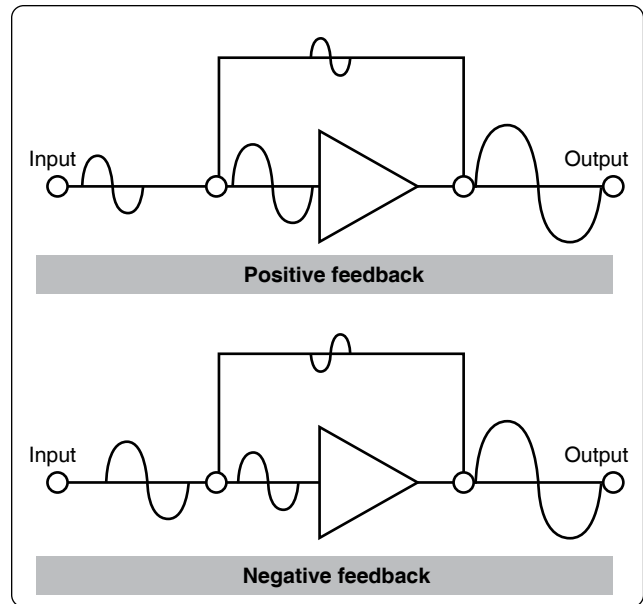 Input
Output
Positive feedback
Input
Output
Negative feedback